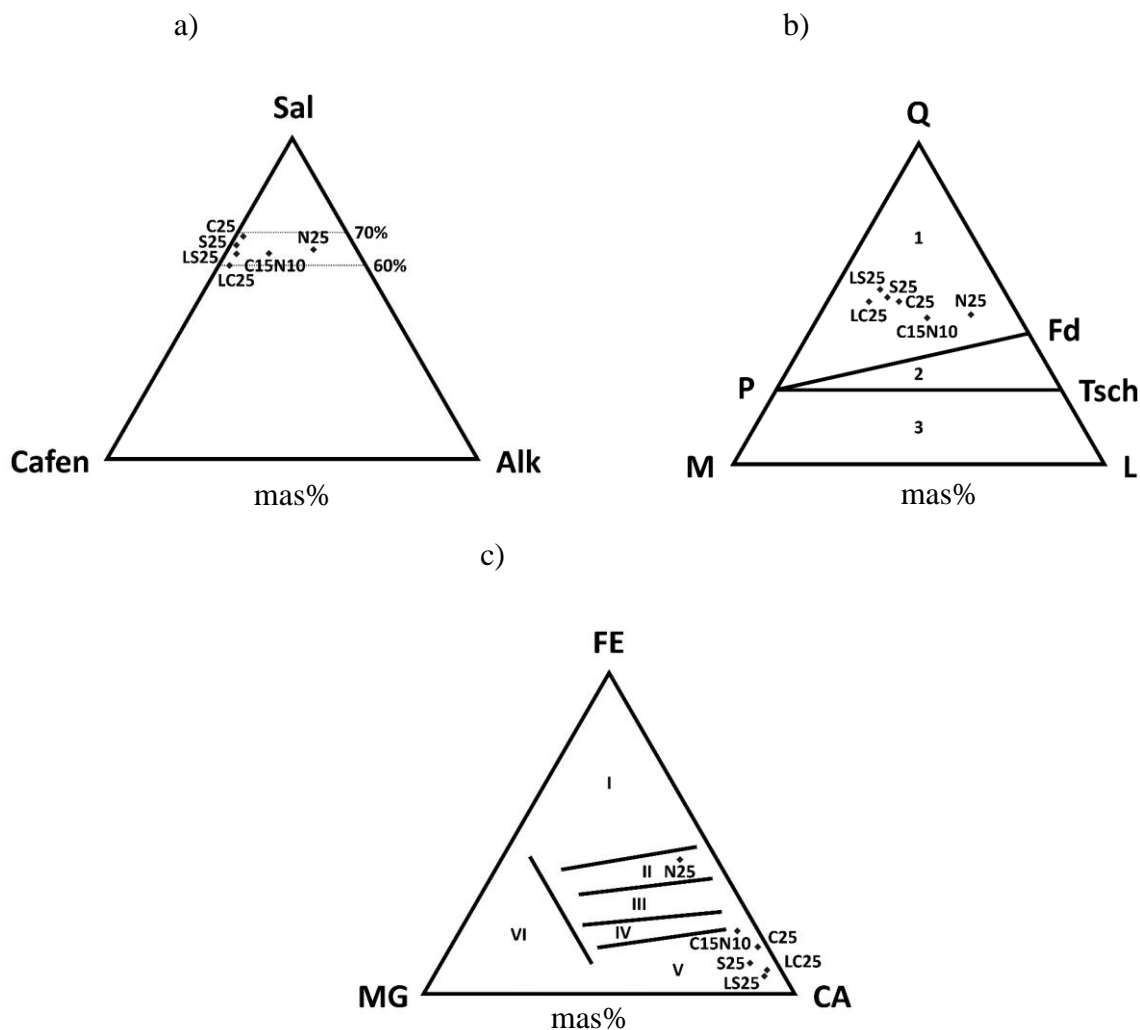 a)
Sal
C25
S25
LS25
LC25
C15N10
N25
70%
60%
Cafen
Alk
mas%
b)
Q
1
LS25
S25
C25
N25
LC25
C15N10
Fd
2
P
Tsch
3
M
L
mas%
c)
FE
I
II
N25
III
IV
VI
C15N10
C25
S25
LC25
V
LS25
MG
CA
mas%